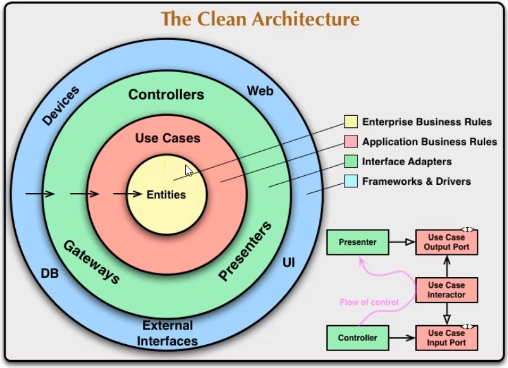 The Clean Architecture
Devices
Web
Controllers
Use Cases
Entities
Gateways
Presenters
DB
UI
External
Interfaces
Enterprise Business Rules
Application Business Rules
Interface Adapters
Frameworks & Drivers
Presenter
Use Case
Output Port
Use Case
Interactor
Flow of control
Controller
Use Case
Input Port